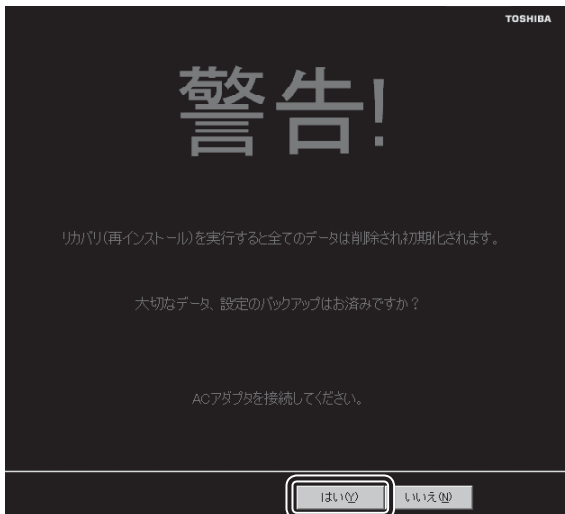 TOSHIBA
警告!
リカバリ(再インストール)を実行すると全てのデータは削除され初期化されます。
大切なデータ、設定のバックアップはお済みですか？
ACアダプタを接続してください。
はい(Y) いいえ(N)